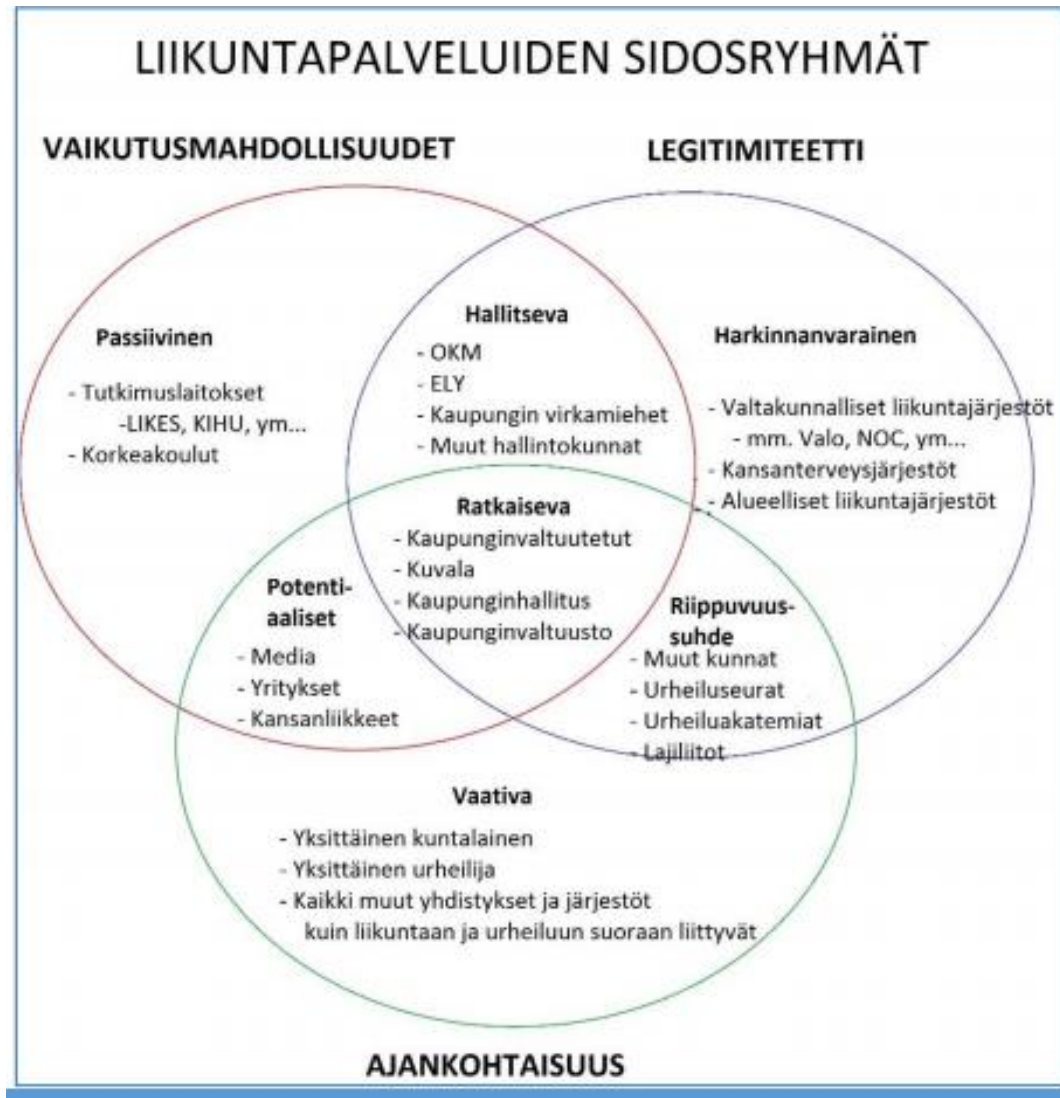 LIIKUNTAPALVELUIDEN SIDOSRYHMÄT
VAIKUTUSMAHDOLLISUUDET
LEGITIMITEETTI
Passiivinen
- Tutkimuslaitokset
-LIKES, KIHU, ym...
- Korkeakoulut
Hallitseva
- OKM
- ELY
- Kaupungin virkamiehet
- Muut hallintokunnat
Harkinnanvarainen
- Valtakunnalliset liikuntajärjestöt
- mm. Valo, NOC, ym...
- Kansanterveysjärjestöt
- Alueelliset liikuntajärjestöt
Ratkaiseva
- Kaupunginvaltuutetut
- Kuvala
- Kaupunginhallitus
- Kaupunginvaltuusto
Potenti-
aaliset
- Media
- Yritykset
- Kansanliikkeet
Riippuvuus-
suhde
- Muut kunnat
- Urheiluseurat
- Urheiluakatemiat
- Lajiliitot
Vaativa
- Yksittäinen kuntalainen
- Yksittäinen urheilija
- Kaikki muut yhdistykset ja järjestöt
kuin liikuntaan ja urheiluun suoraan liittyvät
AJANKOHTAISUUS